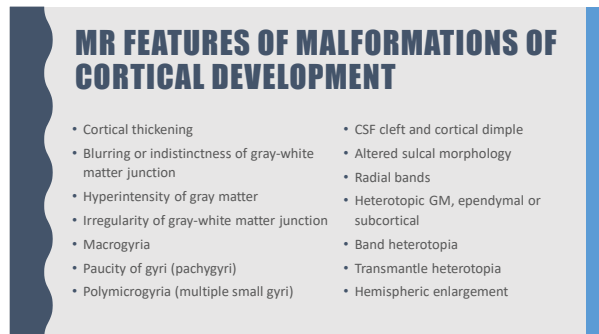 MR FEATURES OF MALFORMATIONS OF
CORTICAL DEVELOPMENT
• Cortical thickening
• Blurring or indistinctness of gray-white
matter junction
• Hyperintensity of gray matter
• Irregularity of gray-white matter junction
• Macrogyria
• Paucity of gyri (pachygyri)
• Polymicrogyria (multiple small gyri)
• CSF cleft and cortical dimple
• Altered sulcal morphology
• Radial bands
• Heterotopic GM, ependymal or
subcortical
• Band heterotopia
• Transmantle heterotopia
• Hemispheric enlargement